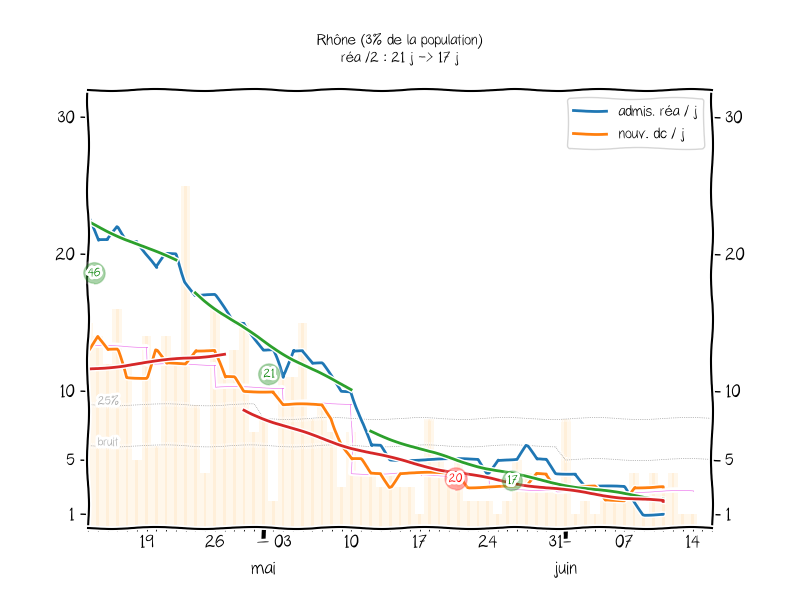 Rhône (3% de la population)
réa /2 : 21 j -> 17 j
admis. réa / j
nouv. dc / j
30 30
20 20
46
21
10 10
25%
bruit
5 5
20 17
1 1
19 26 03 10 17 24 31 07 14
mai juin